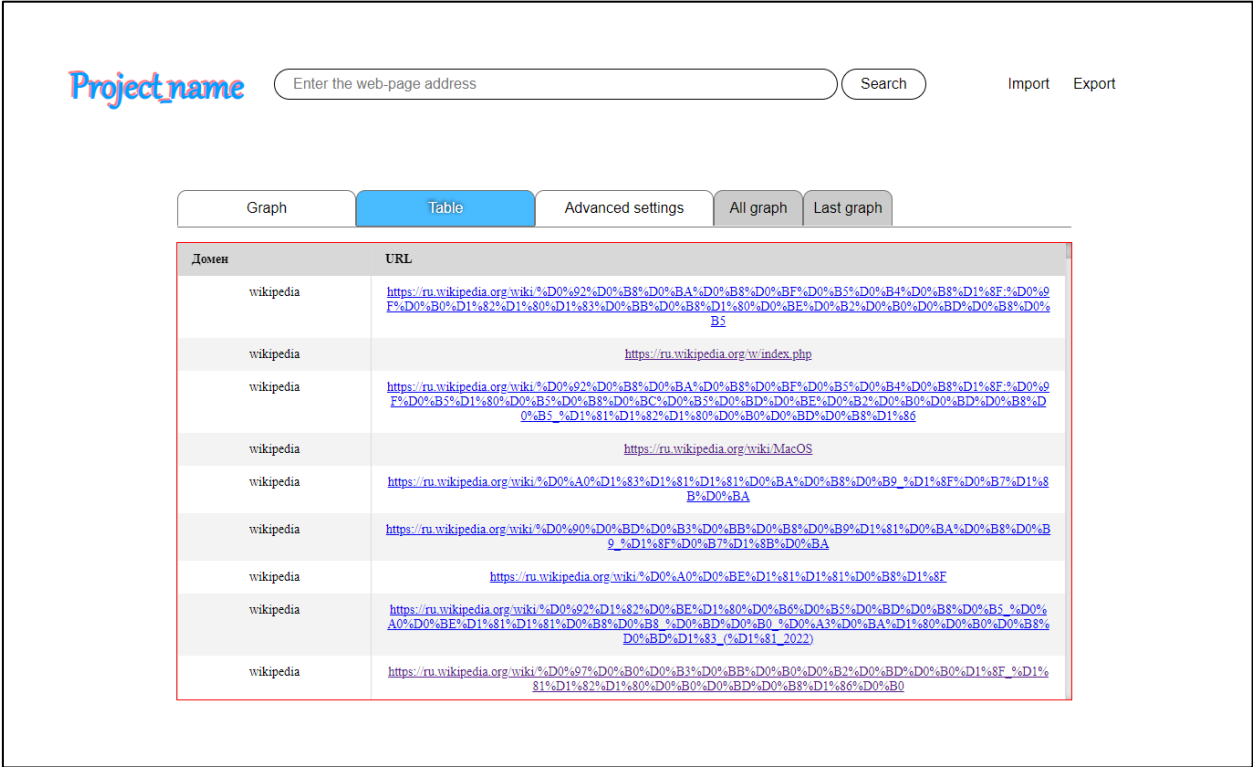 Project_name
Enter the web-page address
Search
Import
Export
Graph
Table
Advanced settings
All graph
Last graph
Домен
URL
wikipedia
https://ru.wikipedia.org/wiki/%D0%92%D0%B8%D0%BA%D0%B8%D0%BF%D0%B5%D0%B4%D0%B8%D1%8F:%D0%9
F%D0%B0%D1%82%D1%80%D1%83%D0%BB%D0%B8%D1%80%D0%BE%D0%B2%D0%B0%D0%BD%D0%B8%D0%
B5
wikipedia
https://ru.wikipedia.org/w/index.php
wikipedia
https://ru.wikipedia.org/wiki/%D0%92%D0%B8%D0%BA%D0%B8%D0%BF%D0%B5%D0%B4%D0%B8%D1%8F:%D0%9
F%D0%B5%D1%80%D0%B5%D0%B8%D0%BC%D0%B5%D0%BD%D0%BE%D0%B2%D0%B0%D0%BD%D0%B8%D
0%B5_%D1%81%D1%82%D1%80%D0%B0%D0%BD%D0%B8%D1%86
wikipedia
https://ru.wikipedia.org/wiki/MacOS
wikipedia
https://ru.wikipedia.org/wiki/%D0%A0%D1%83%D1%81%D1%81%D0%BA%D0%B8%D0%B9_%D1%8F%D0%B7%D1%8
B%D0%BA
wikipedia
https://ru.wikipedia.org/wiki/%D0%90%D0%BD%D0%B3%D0%BB%D0%B8%D0%B9%D1%81%D0%BA%D0%B8%D0%B
9_%D1%8F%D0%B7%D1%8B%D0%BA
wikipedia
https://ru.wikipedia.org/wiki/%D0%A0%D0%BE%D1%81%D1%81%D0%B8%D1%8F
wikipedia
https://ru.wikipedia.org/wiki/%D0%92%D1%82%D0%BE%D1%80%D0%B6%D0%B5%D0%BD%D0%B8%D0%B5_%D0%
A0%D0%BE%D1%81%D1%81%D0%B8%D0%B8_%D0%BD%D0%B0_%D0%A3%D0%BA%D1%80%D0%B0%D0%B8%
D0%BD%D1%83_(%D1%81_2022)
wikipedia
https://ru.wikipedia.org/wiki/%D0%97%D0%B0%D0%B3%D0%BB%D0%B0%D0%B2%D0%BD%D0%B0%D1%8F_%D1%
81%D1%82%D1%80%D0%B0%D0%BD%D0%B8%D1%86%D0%B0